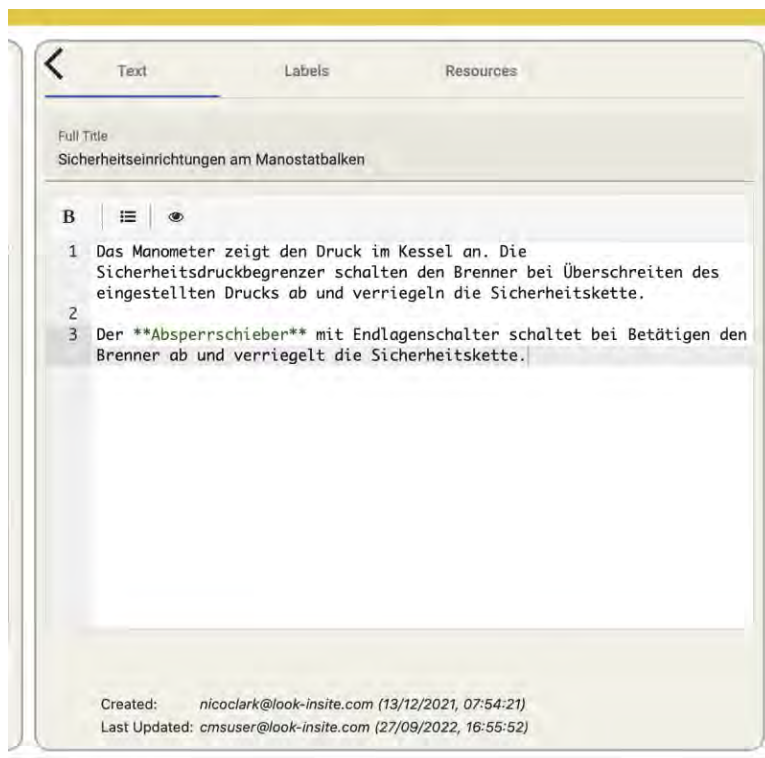 Text Labels Resources
Full Title
Sicherheitseinrichtungen am Manostatbalken
B
1 Das Manometer zeigt den Druck im Kessel an. Die
Sicherheitsdruckbegrenzer schalten den Brenner bei Überschreiten des
eingestellten Drucks ab und verriegeln die Sicherheitskette.
2
3 Der **Absperrschieber** mit Endlagenschalter schaltet bei Betätigen den
Brenner ab und verriegelt die Sicherheitskette.
Created: nicoclark@look-insite.com (13/12/2021, 07:54:21)
Last Updated: cmsuser@look-insite.com (27/09/2022, 16:55:52)